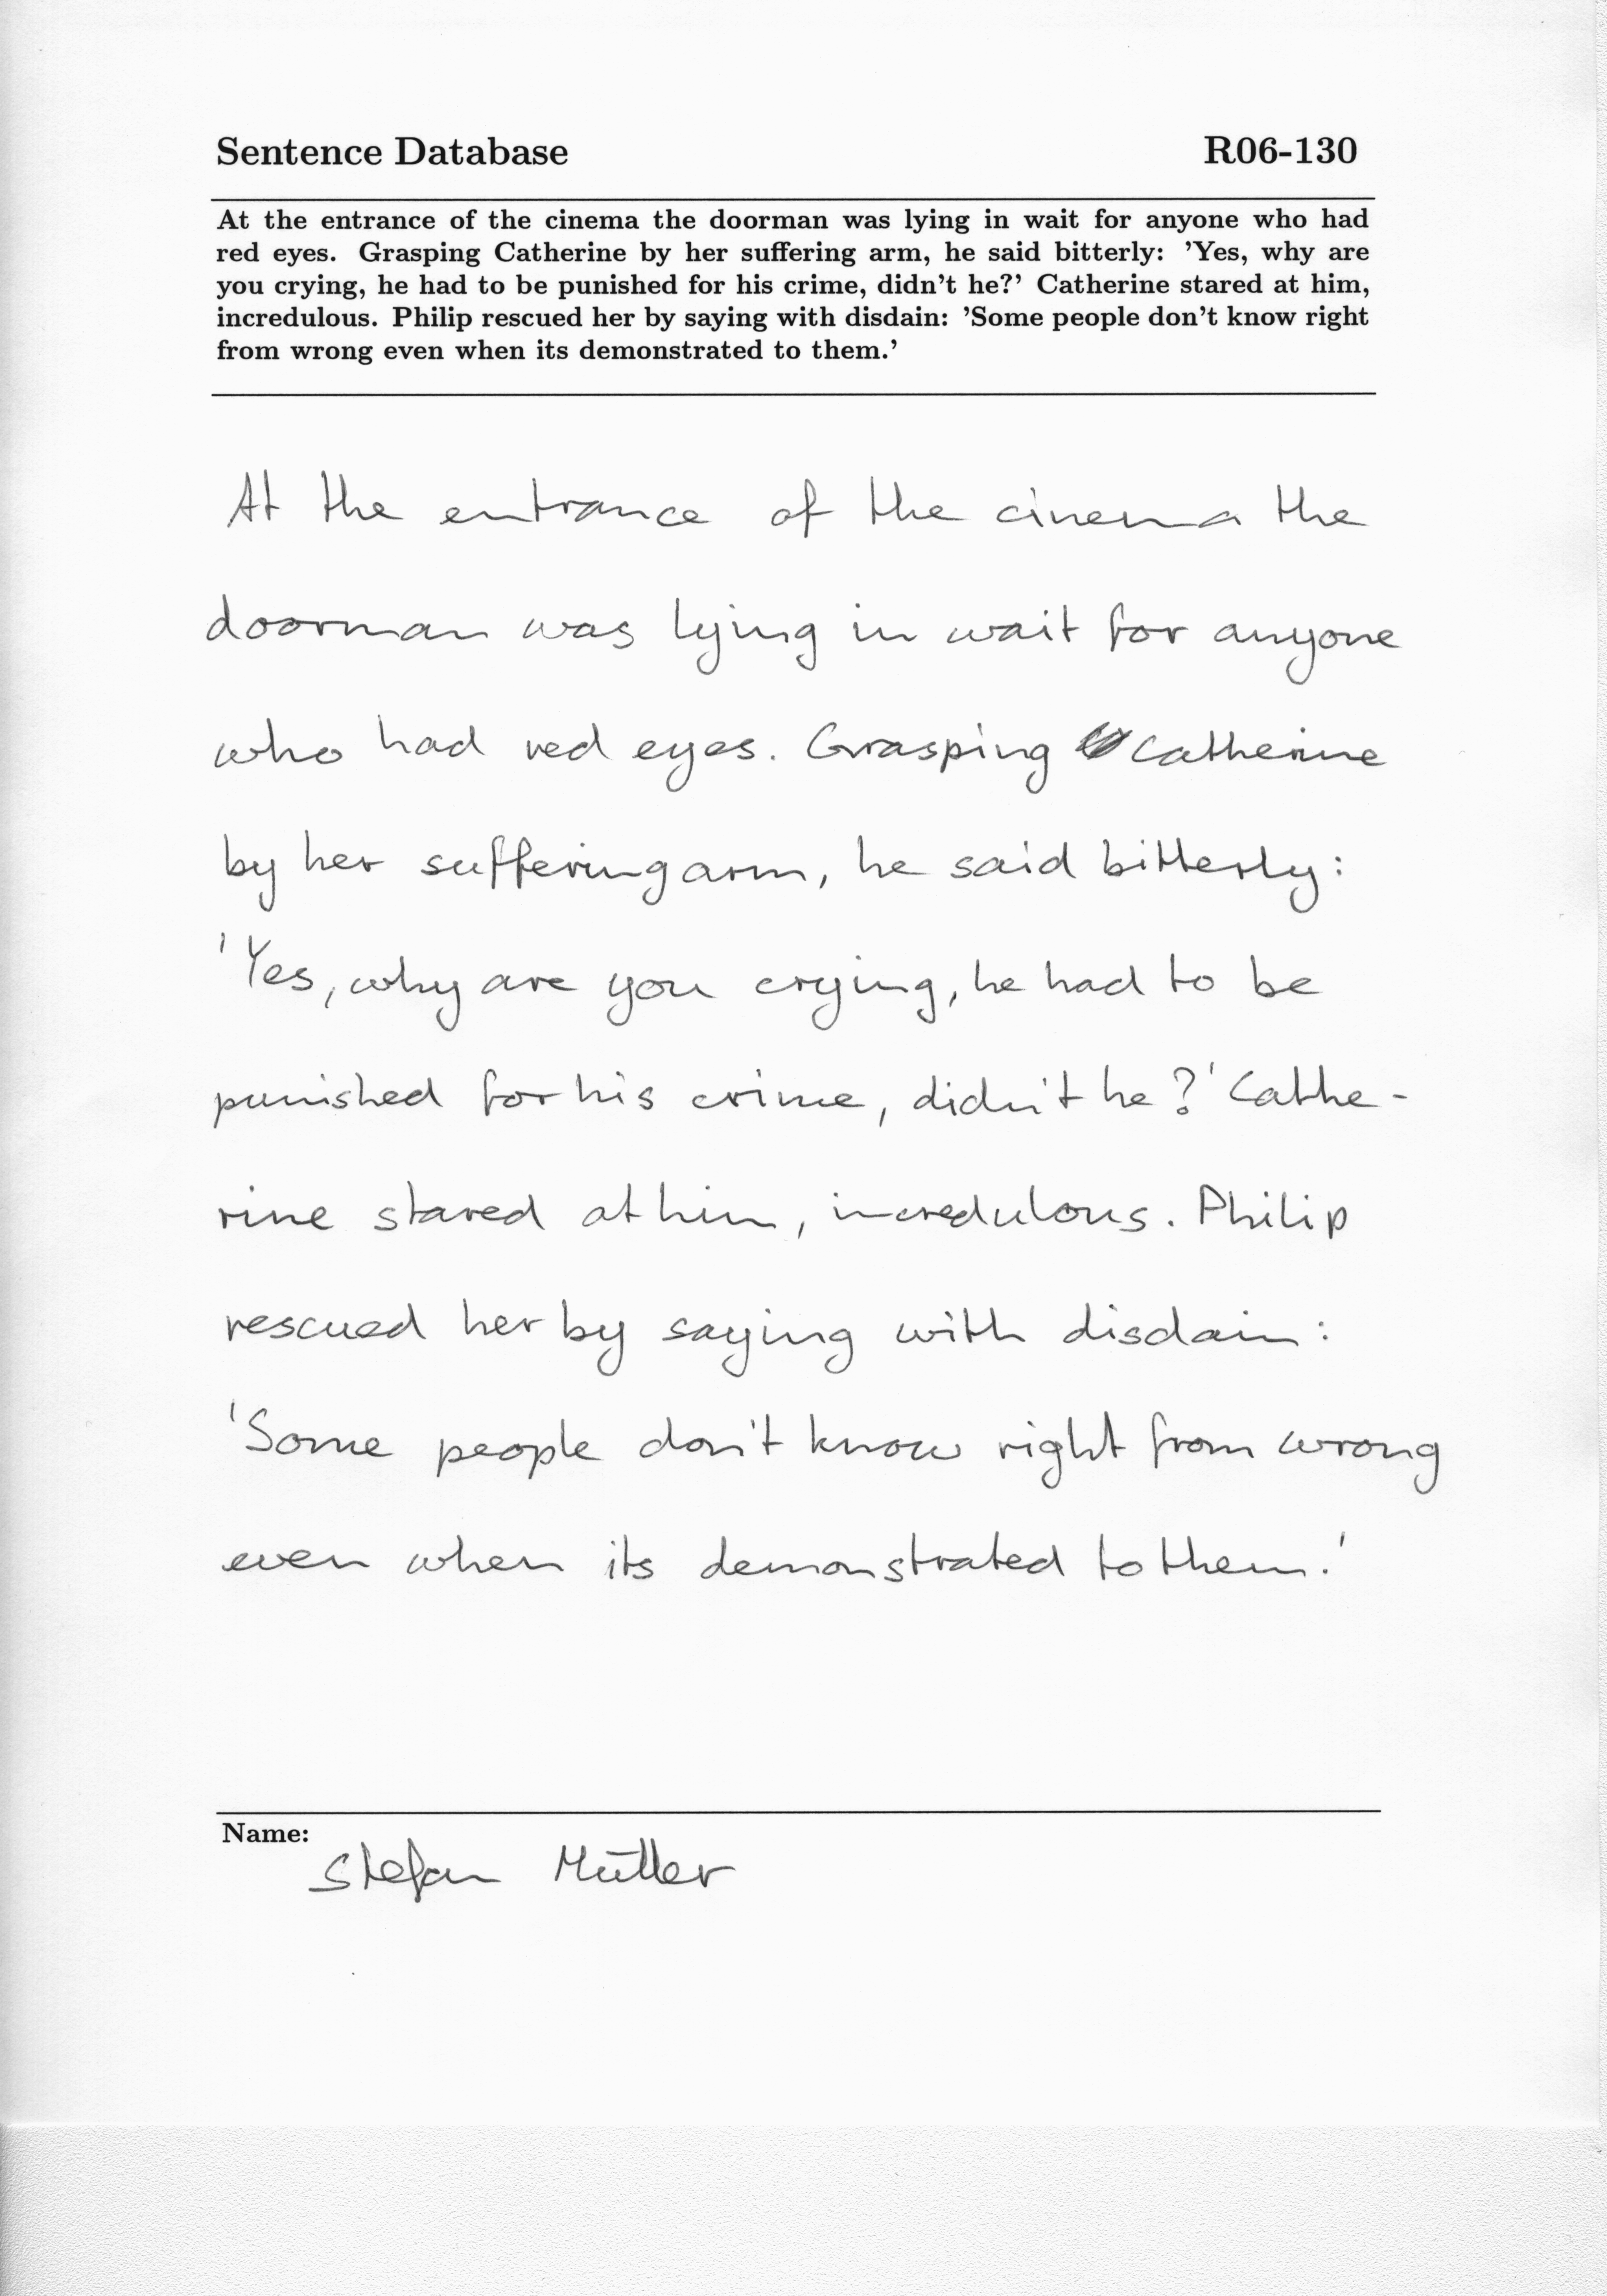 Sentence Database R06-130
At the entrance of the cinema the doorman was lying in wait for anyone who had
red eyes. Grasping Catherine by her suffering arm, he said bitterly: ’Yes, why are
you crying, he had to be punished for his crime, didn’t he?’ Catherine stared at him,
incredulous. Philip rescued her by saying with disdain: ’Some people don’t know right
from wrong even when its demonstrated to them.’
At the entrance of the cinema the
doorman was lying in wait for anyone
who had red eyes. Grasping Catherine
by her suffering arm, he said bitterly:
'Yes, why are you crying, he had to be
punished for his crime, didn't he?' Cathe-
rine stared at him, incredulous. Philip
rescued her by saying with disdain:
'Some people don't know right from wrong
even when its demonstrated to them.'
Name:
Stefan Müller